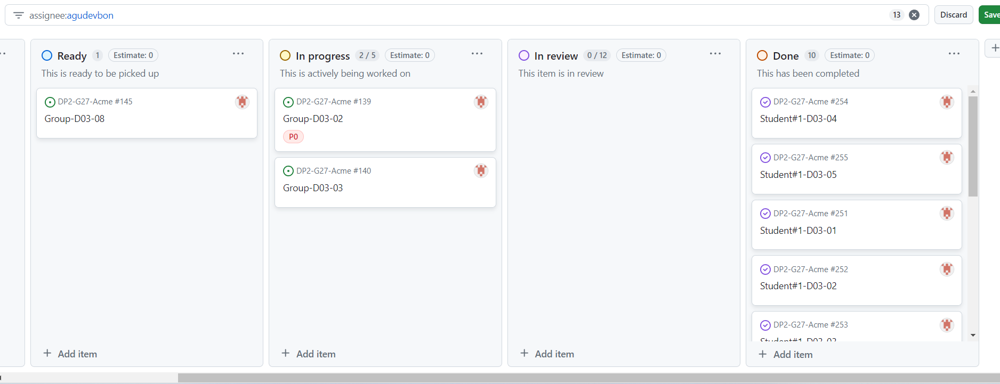 assignee:agudevbon
13
Discard
Save
Ready 1 Estimate: 0
This is ready to be picked up
DP2-G27-Acme #145
Group-D03-08
Add item
In progress 2 / 5 Estimate: 0
This is actively being worked on
DP2-G27-Acme #139
Group-D03-02
P0
DP2-G27-Acme #140
Group-D03-03
Add item
In review 0 / 12 Estimate: 0
This item is in review
Add item
Done 10 Estimate: 0
This has been completed
DP2-G27-Acme #254
Student#1-D03-04
DP2-G27-Acme #255
Student#1-D03-05
DP2-G27-Acme #251
Student#1-D03-01
DP2-G27-Acme #252
Student#1-D03-02
DP2-G27-Acme #253
Add item